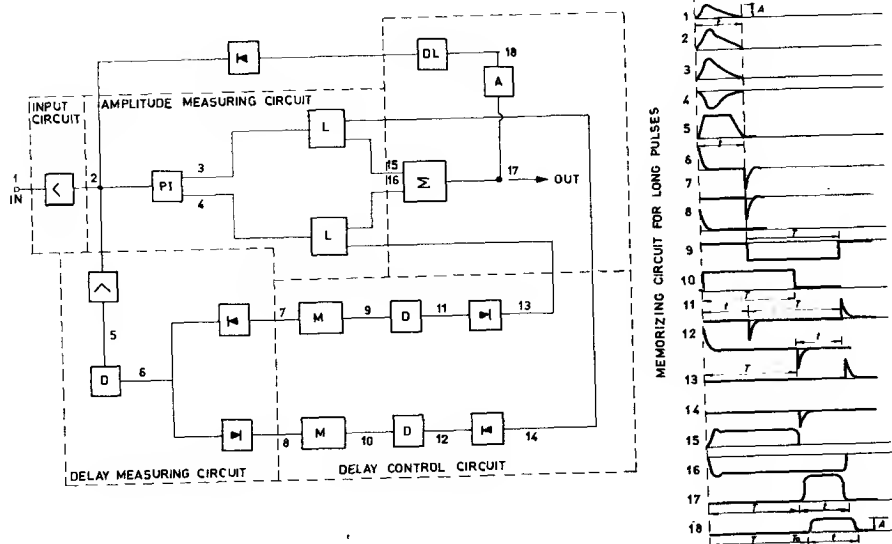 DL
18
A
INPUT
CIRCUIT
AMPLITUDE MEASURING CIRCUIT
L
1
IN
<
2
PI
3
4
15
16
Σ
17
OUT
L
5
D
6
7
M
9
D
11
13
8
M
10
D
12
14
DELAY MEASURING CIRCUIT
DELAY CONTROL CIRCUIT
MEMORIZING CIRCUIT FOR LONG PULSES
1
A
t
2
3
4
5
t
6
7
8
T
9
10
T
11
t
T
12
t
T
13
14
15
16
17
T
t
18
A
T
t